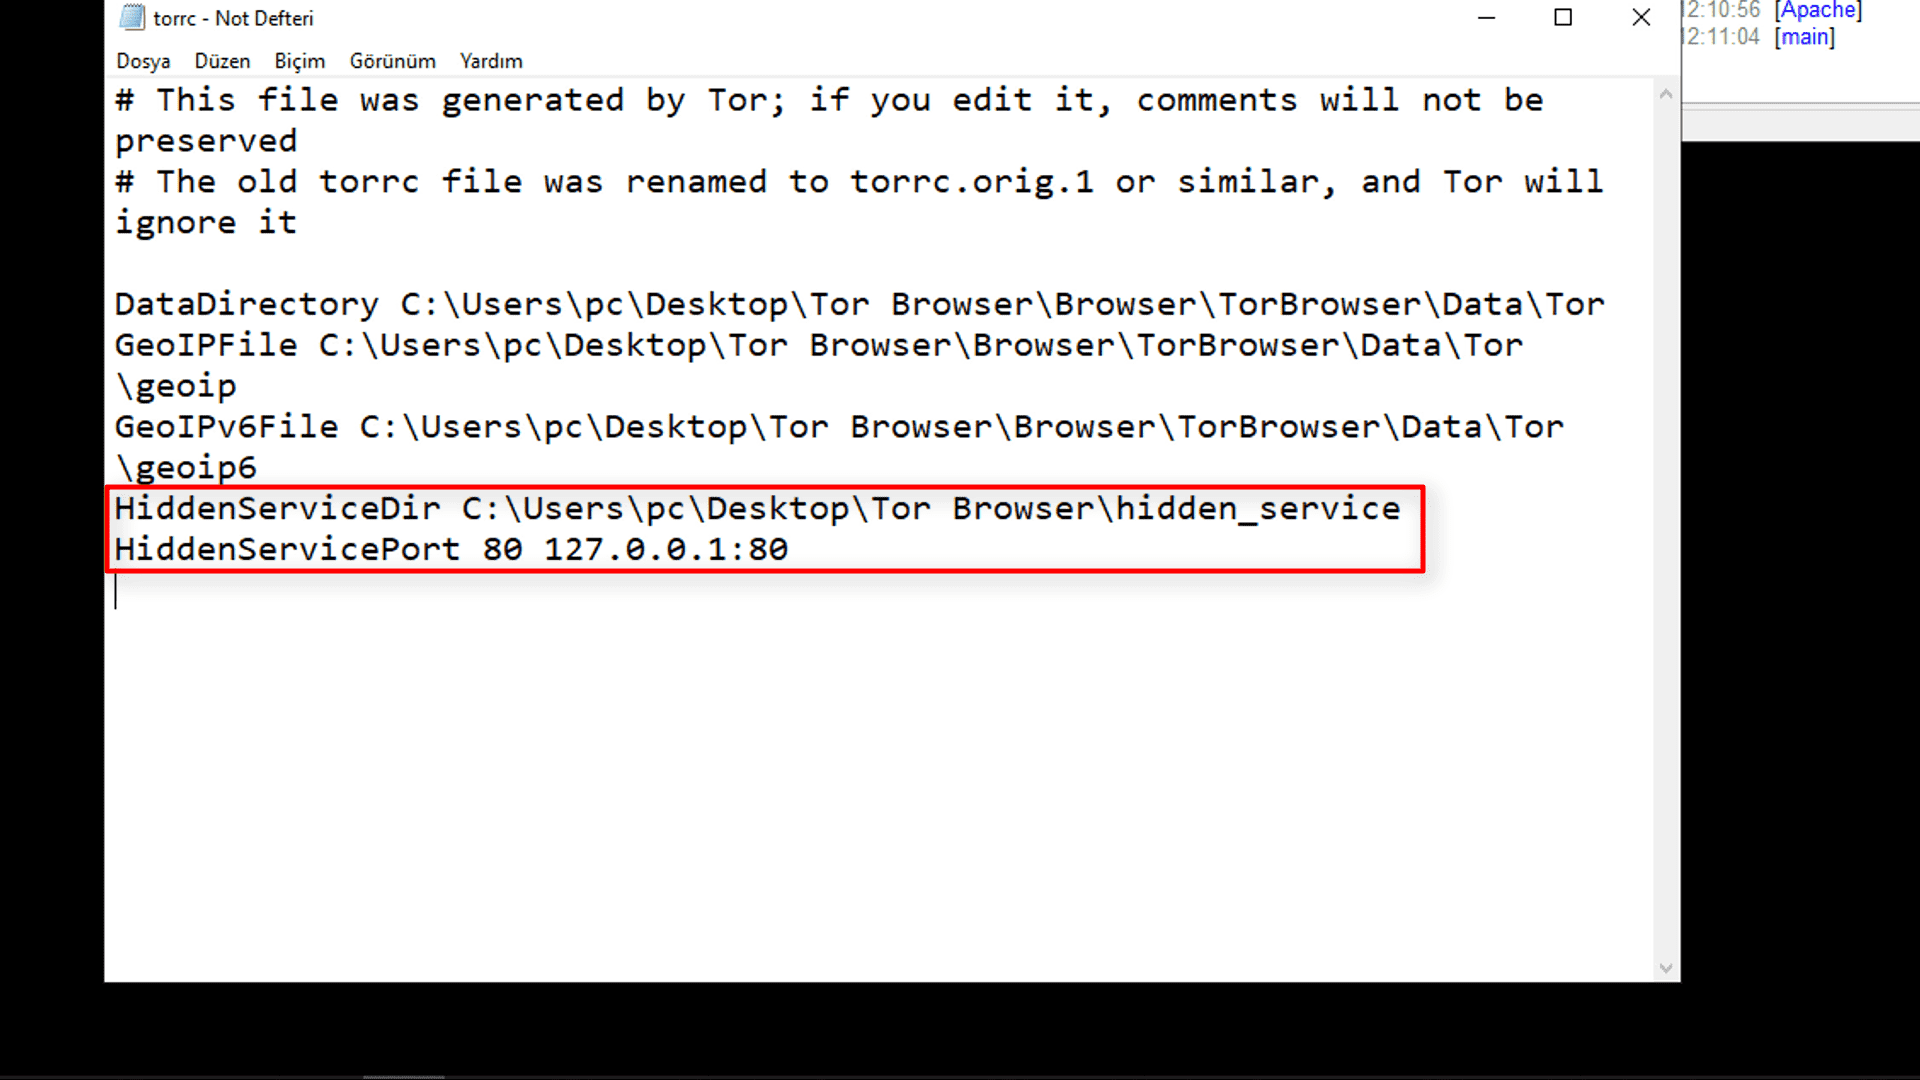 torrc - Not Defteri
Dosya Düzen Biçim Görünüm Yardım
# This file was generated by Tor; if you edit it, comments will not be
preserved
# The old torrc file was renamed to torrc.orig.1 or similar, and Tor will
ignore it
DataDirectory C:\Users\pc\Desktop\Tor Browser\Browser\TorBrowser\Data\Tor
GeoIPFile C:\Users\pc\Desktop\Tor Browser\Browser\TorBrowser\Data\Tor
\geoip
GeoIPv6File C:\Users\pc\Desktop\Tor Browser\Browser\TorBrowser\Data\Tor
\geoip6
HiddenServiceDir C:\Users\pc\Desktop\Tor Browser\hidden_service
HiddenServicePort 80 127.0.0.1:80
12:10:56 [Apache]
12:11:04 [main]